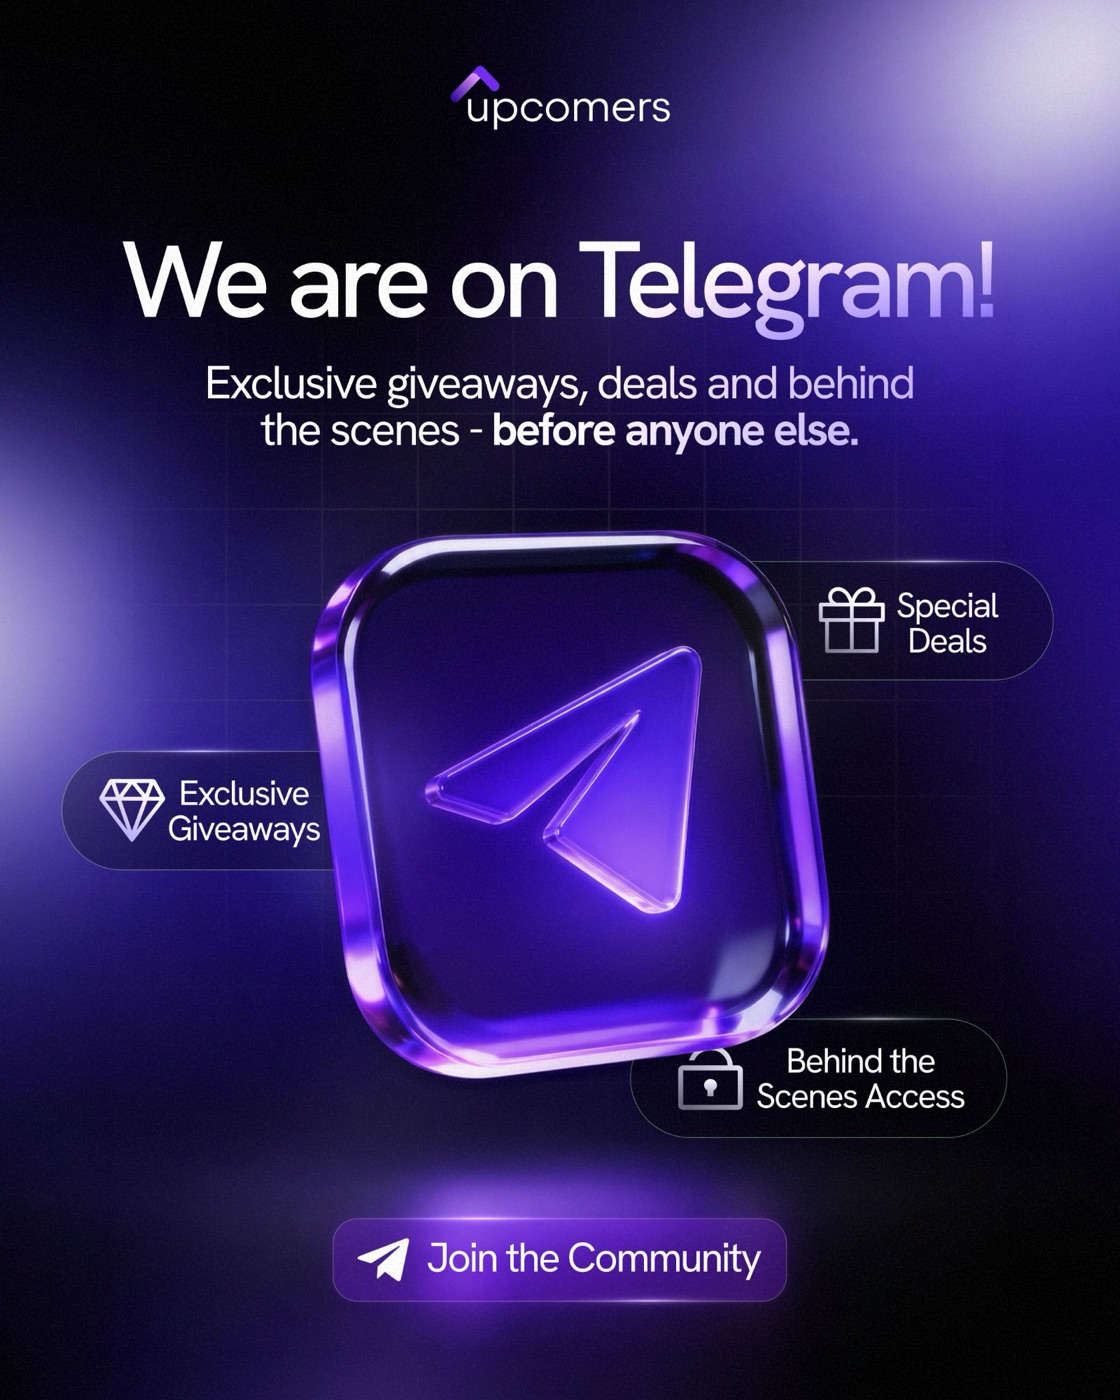 upcomers
We are on Telegram!
Exclusive giveaways, deals and behind
the scenes - before anyone else.
Special
Deals
Exclusive
Giveaways
Behind the
Scenes Access
Join the Community